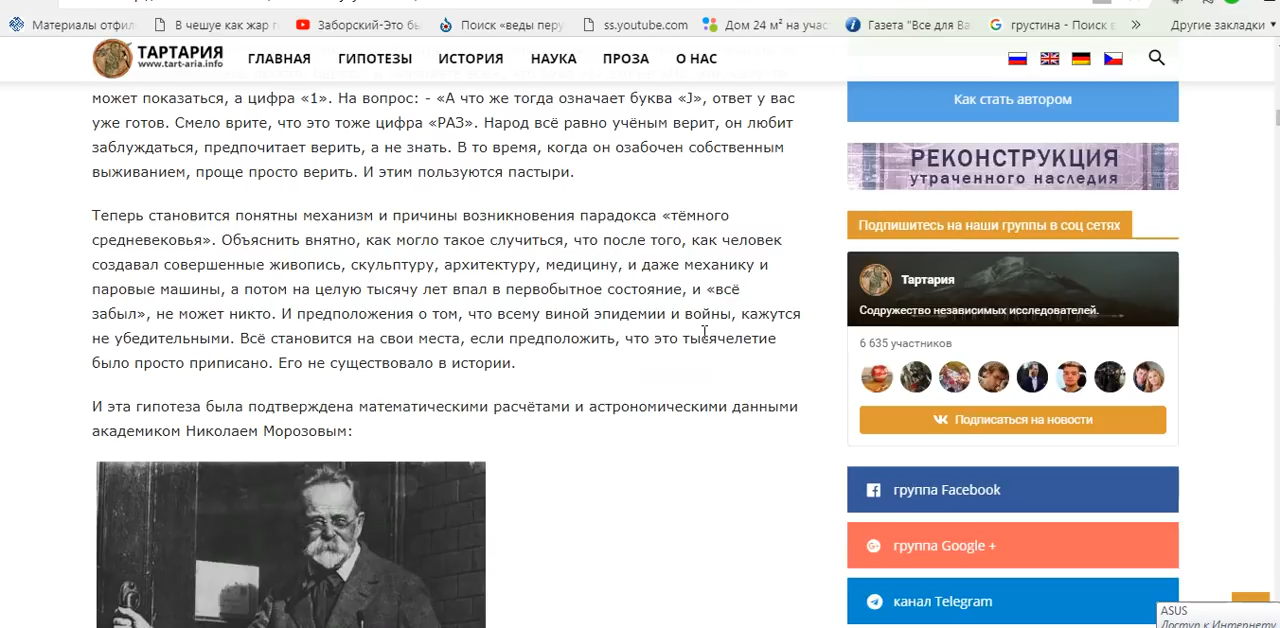 Материалы отфил
В чешуе как жар г
Заборский-Это бы
Поиск «веды перу
ss.youtube.com
Дом 24 м² на учас
Газета "Все для Ва
грустина - Поиск в
»
Другие закладки
ТАРТАРИЯ
www.tart-aria.info
ГЛАВНАЯ
ГИПОТЕЗЫ
ИСТОРИЯ
НАУКА
ПРОЗА
О НАС
может показаться, а цифра «1». На вопрос: - «А что же тогда означает буква «J», ответ у вас
уже готов. Смело врите, что это тоже цифра «РАЗ». Народ всё равно учёным верит, он любит
заблуждаться, предпочитает верить, а не знать. В то время, когда он озабочен собственным
выживанием, проще просто верить. И этим пользуются пастыри.
Теперь становится понятны механизм и причины возникновения парадокса «тёмного
средневековья». Объяснить внятно, как могло такое случиться, что после того, как человек
создавал совершенные живопись, скульптуру, архитектуру, медицину, и даже механику и
паровые машины, а потом на целую тысячу лет впал в первобытное состояние, и «всё
забыл», не может никто. И предположения о том, что всему виной эпидемии и войны, кажутся
не убедительными. Всё становится на свои места, если предположить, что это тысячелетие
было просто приписано. Его не существовало в истории.
И эта гипотеза была подтверждена математическими расчётами и астрономическими данными
академиком Николаем Морозовым:
Как стать автором
РЕКОНСТРУКЦИЯ
утраченного наследия
Подпишитесь на наши группы в соц сетях
Тартария
Содружество независимых исследователей.
6 635 участников
Подписаться на новости
группа Facebook
группа Google +
канал Telegram
ASUS
Доступ к Интернету